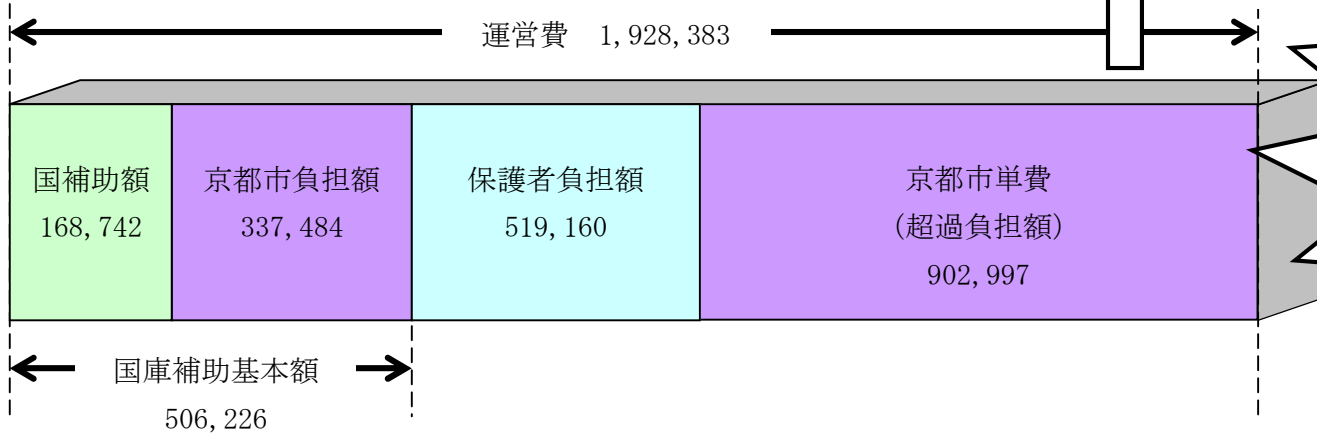 運営費　1,928,383
国補助額
168,742
京都市負担額
337,484
保護者負担額
519,160
京都市単費
(超過負担額)
902,997
国庫補助基本額
506,226